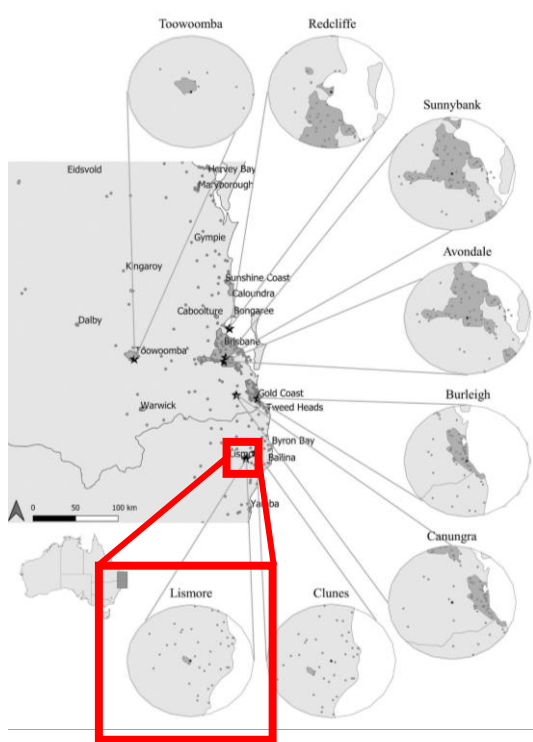 Toowoomba
Redcliffe
Sunnybank
Eidsvold
Hervey Bay
Maryborough
Gympie
Avondale
Kingaroy
Sunshine Coast
Caloundra
Caboolture
Bongaree
Dalby
Brisbane
Toowoomba
Burleigh
Gold Coast
Warwick
Tweed Heads
Byron Bay
Lismore
Ballina
Yamba
0 50 100 km
Canungra
Lismore
Clunes